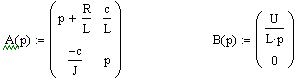 A(p) := ( p + R/L   c/L
−c/J   p )
B(p) := ( U/(L·p)
0 )